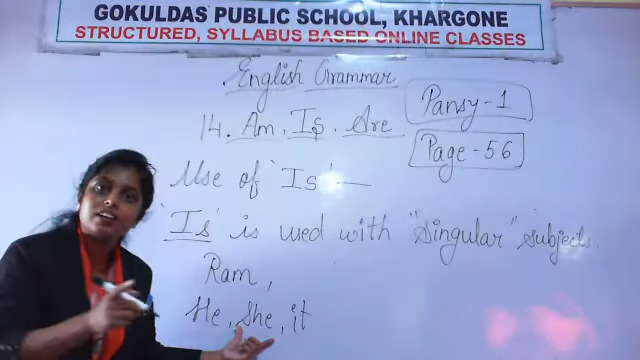 GOKULDAS PUBLIC SCHOOL, KHARGONE
STRUCTURED, SYLLABUS BASED ONLINE CLASSES
English Grammar
Pansy-1
14. Am, Is, Are
Page-56
Use of 'Is' —
'Is' is used with "Singular" subjects.
Ram,
He, She, it